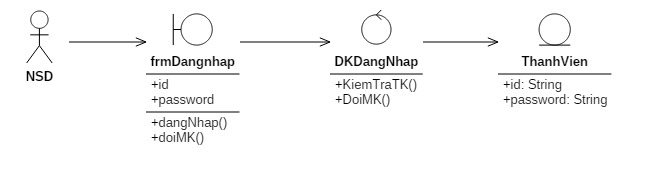 NSD
frmDangnhap
+id
+password
+dangNhap()
+doiMK()
DKDangNhap
+KiemTraTK()
+DoiMK()
ThanhVien
+id: String
+password: String